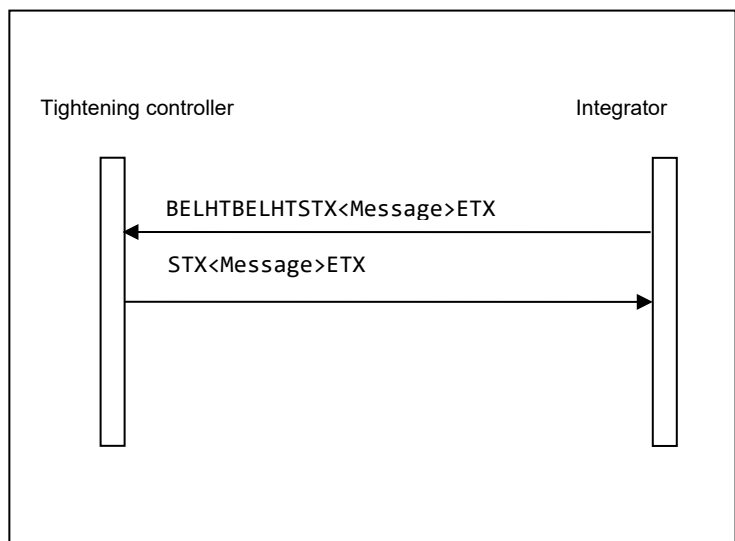 Tightening controller
Integrator
BELHTBELHTSTX<Message>ETX
STX<Message>ETX